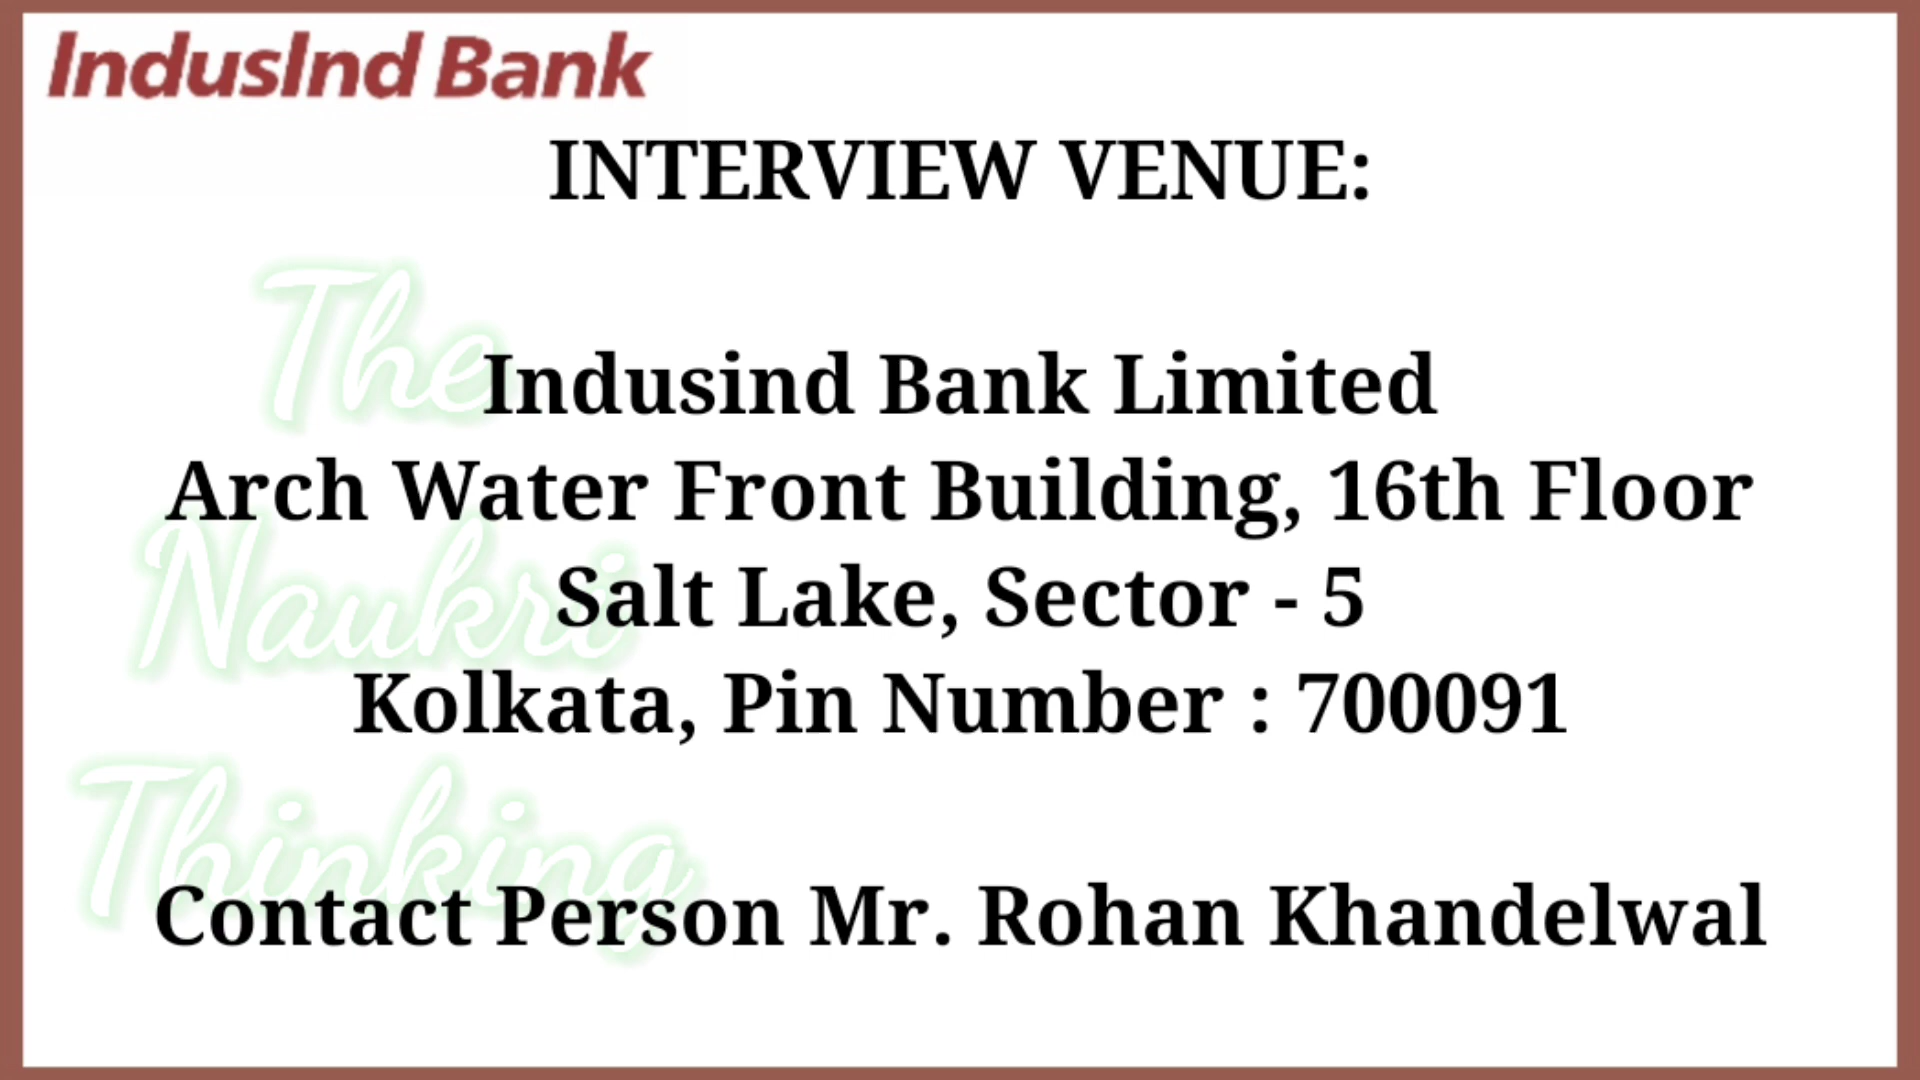 IndusInd Bank
INTERVIEW VENUE:
The
Indusind Bank Limited
Arch Water Front Building, 16th Floor
Naukri
Salt Lake, Sector - 5
Kolkata, Pin Number : 700091
Thinking
Contact Person Mr. Rohan Khandelwal